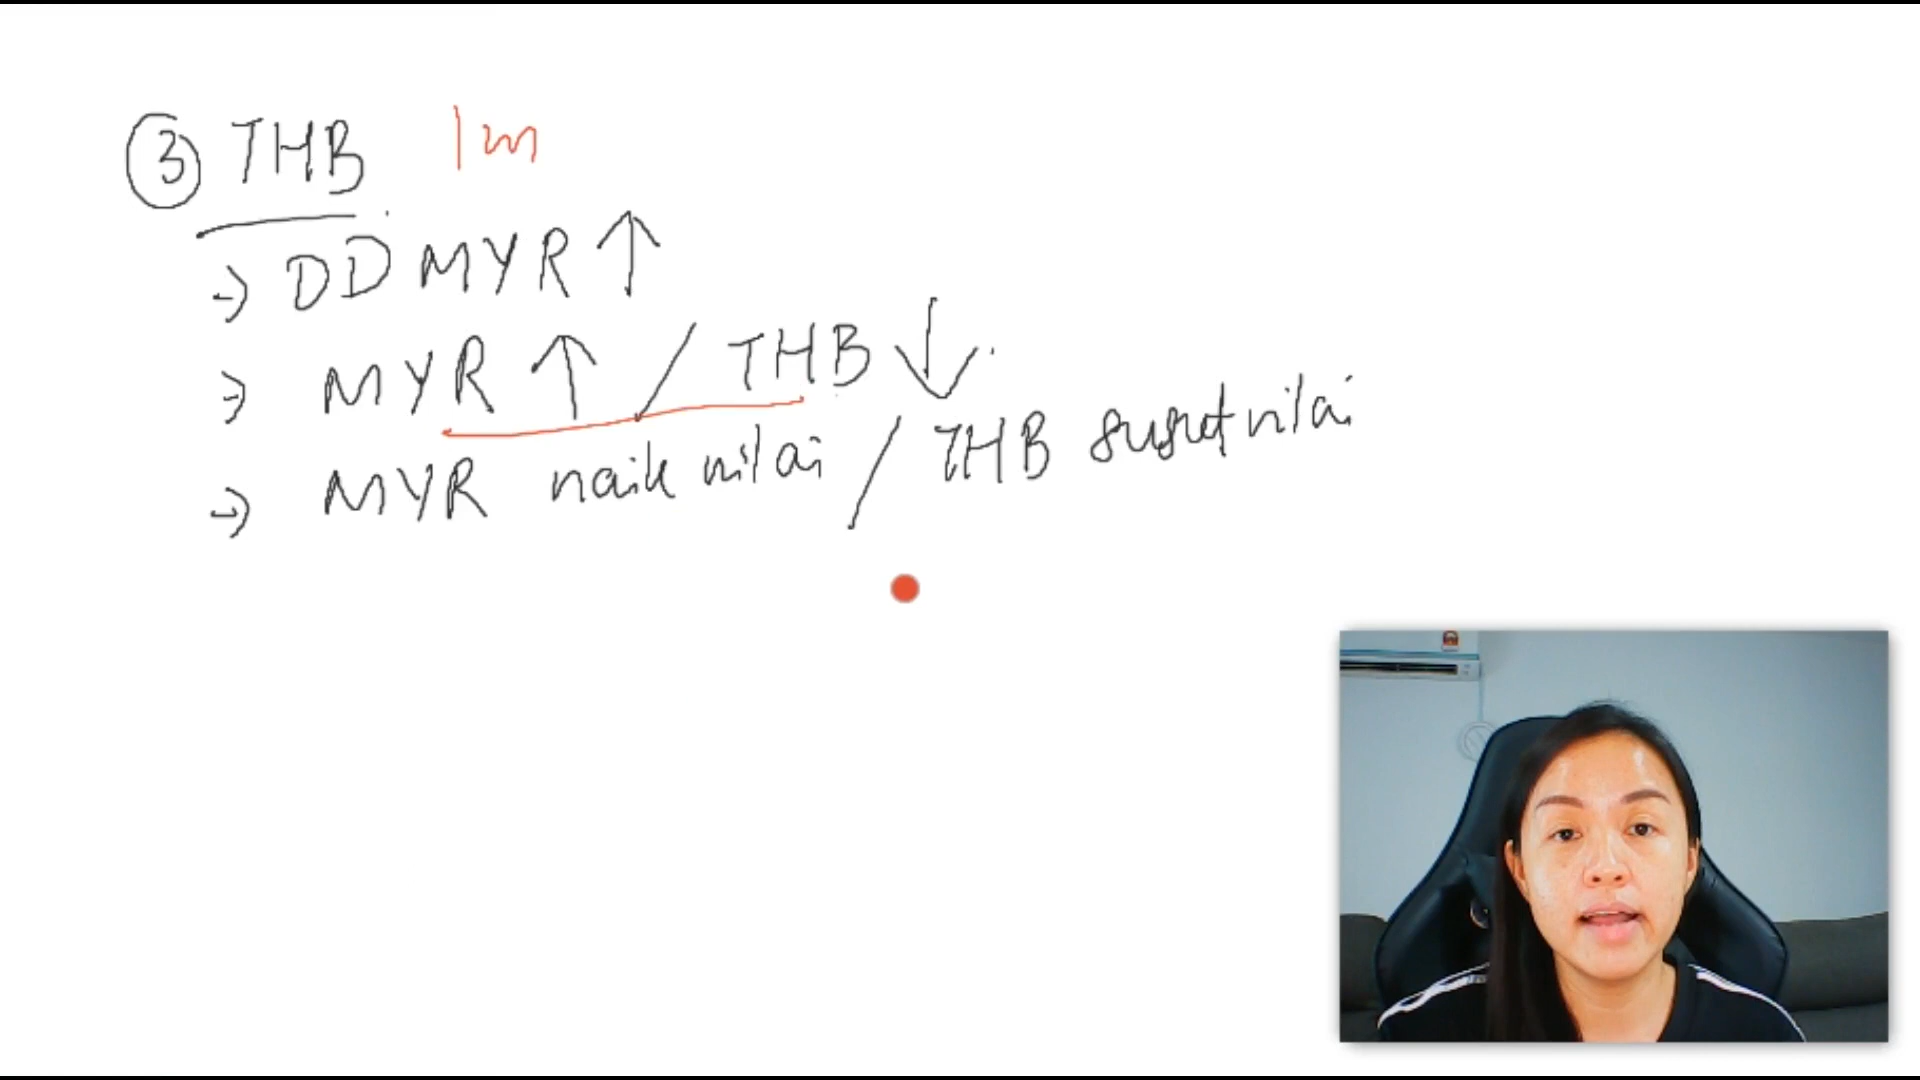 ③ THB 1m
→ DD MYR ↑
→ MYR ↑ / THB ↓
→ MYR naik nilai / THB susut nilai